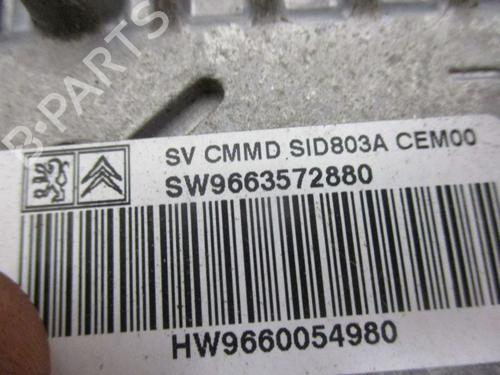 B-PARTS
SV CMMD SID803A CEM00
SW9663572880
HW9660054980